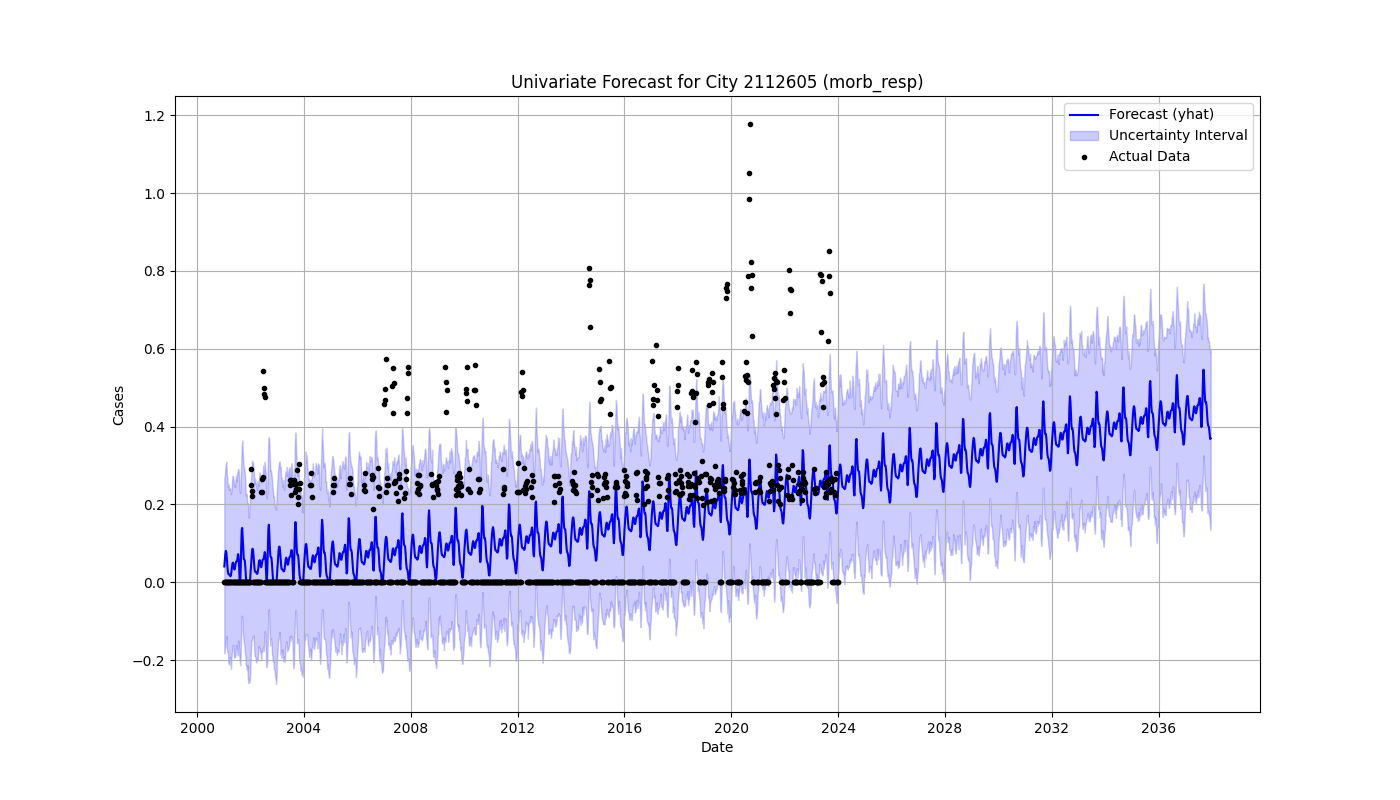 Univariate Forecast for City 2112605 (morb_resp)
Forecast (yhat)
Uncertainty Interval
Actual Data
Cases
1.2
1.0
0.8
0.6
0.4
0.2
0.0
−0.2
2000 2004 2008 2012 2016 2020 2024 2028 2032 2036
Date